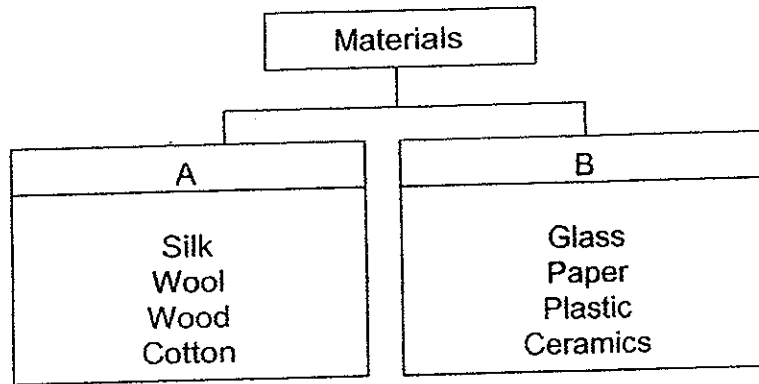 Materials
A
Silk
Wool
Wood
Cotton
B
Glass
Paper
Plastic
Ceramics